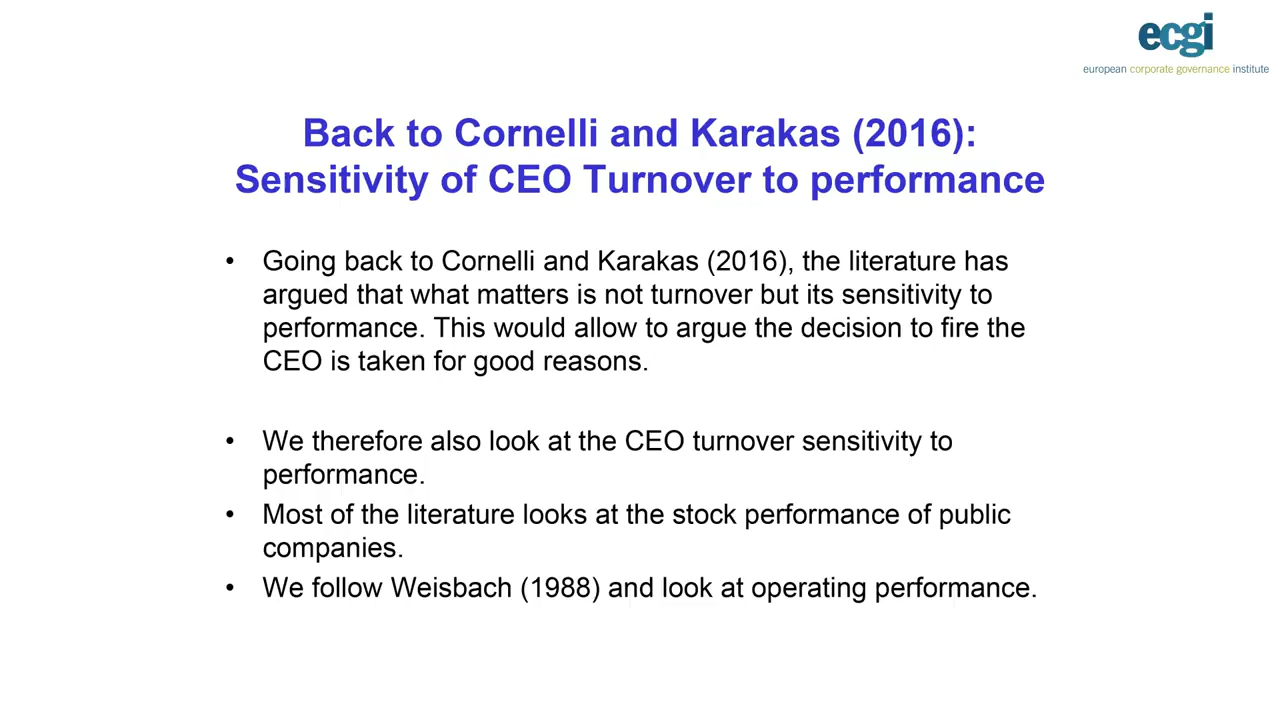 ecgi
european corporate governance institute
Back to Cornelli and Karakas (2016):
Sensitivity of CEO Turnover to performance
• Going back to Cornelli and Karakas (2016), the literature has
argued that what matters is not turnover but its sensitivity to
performance. This would allow to argue the decision to fire the
CEO is taken for good reasons.
• We therefore also look at the CEO turnover sensitivity to
performance.
• Most of the literature looks at the stock performance of public
companies.
• We follow Weisbach (1988) and look at operating performance.